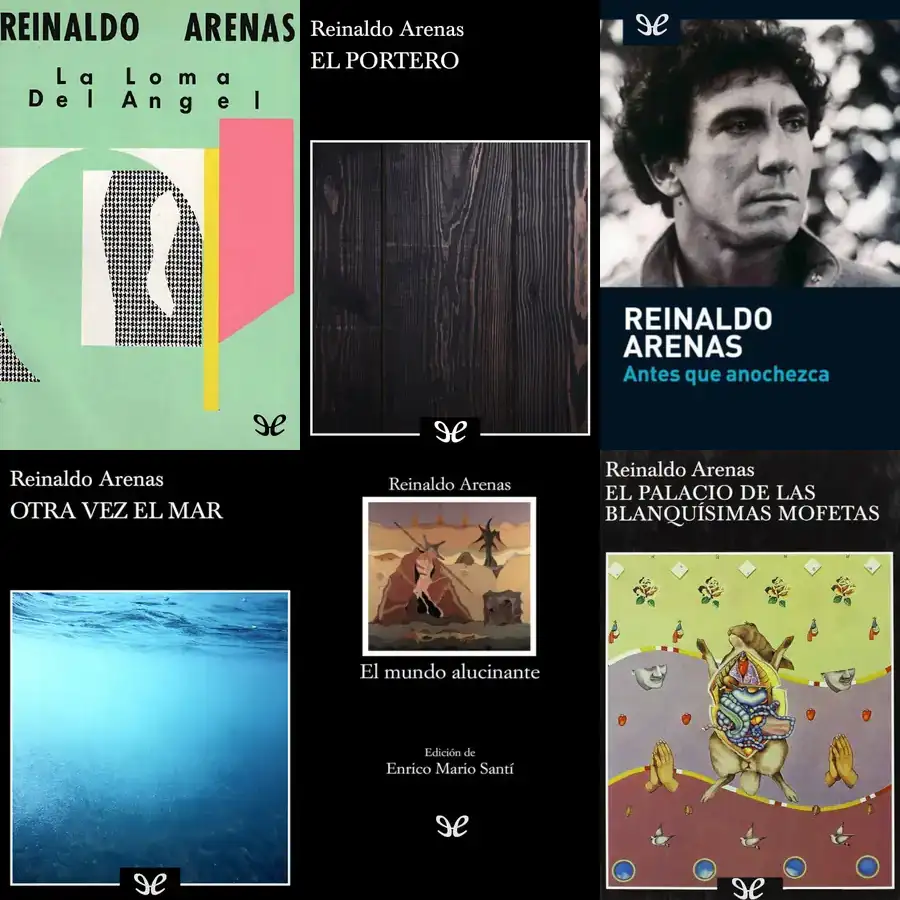 REINALDO ARENAS
La Loma
Del Angel
Reinaldo Arenas
EL PORTERO
REINALDO
ARENAS
Antes que anochezca
Reinaldo Arenas
OTRA VEZ EL MAR
Reinaldo Arenas
El mundo alucinante
Edición de
Enrico Mario Santí
Reinaldo Arenas
EL PALACIO DE LAS
BLANQUÍSIMAS MOFETAS